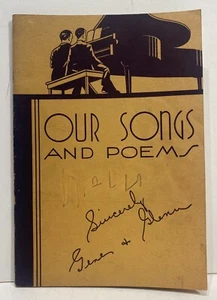 OUR SONGS
AND POEMS
Sincerely
Gene & Glenn